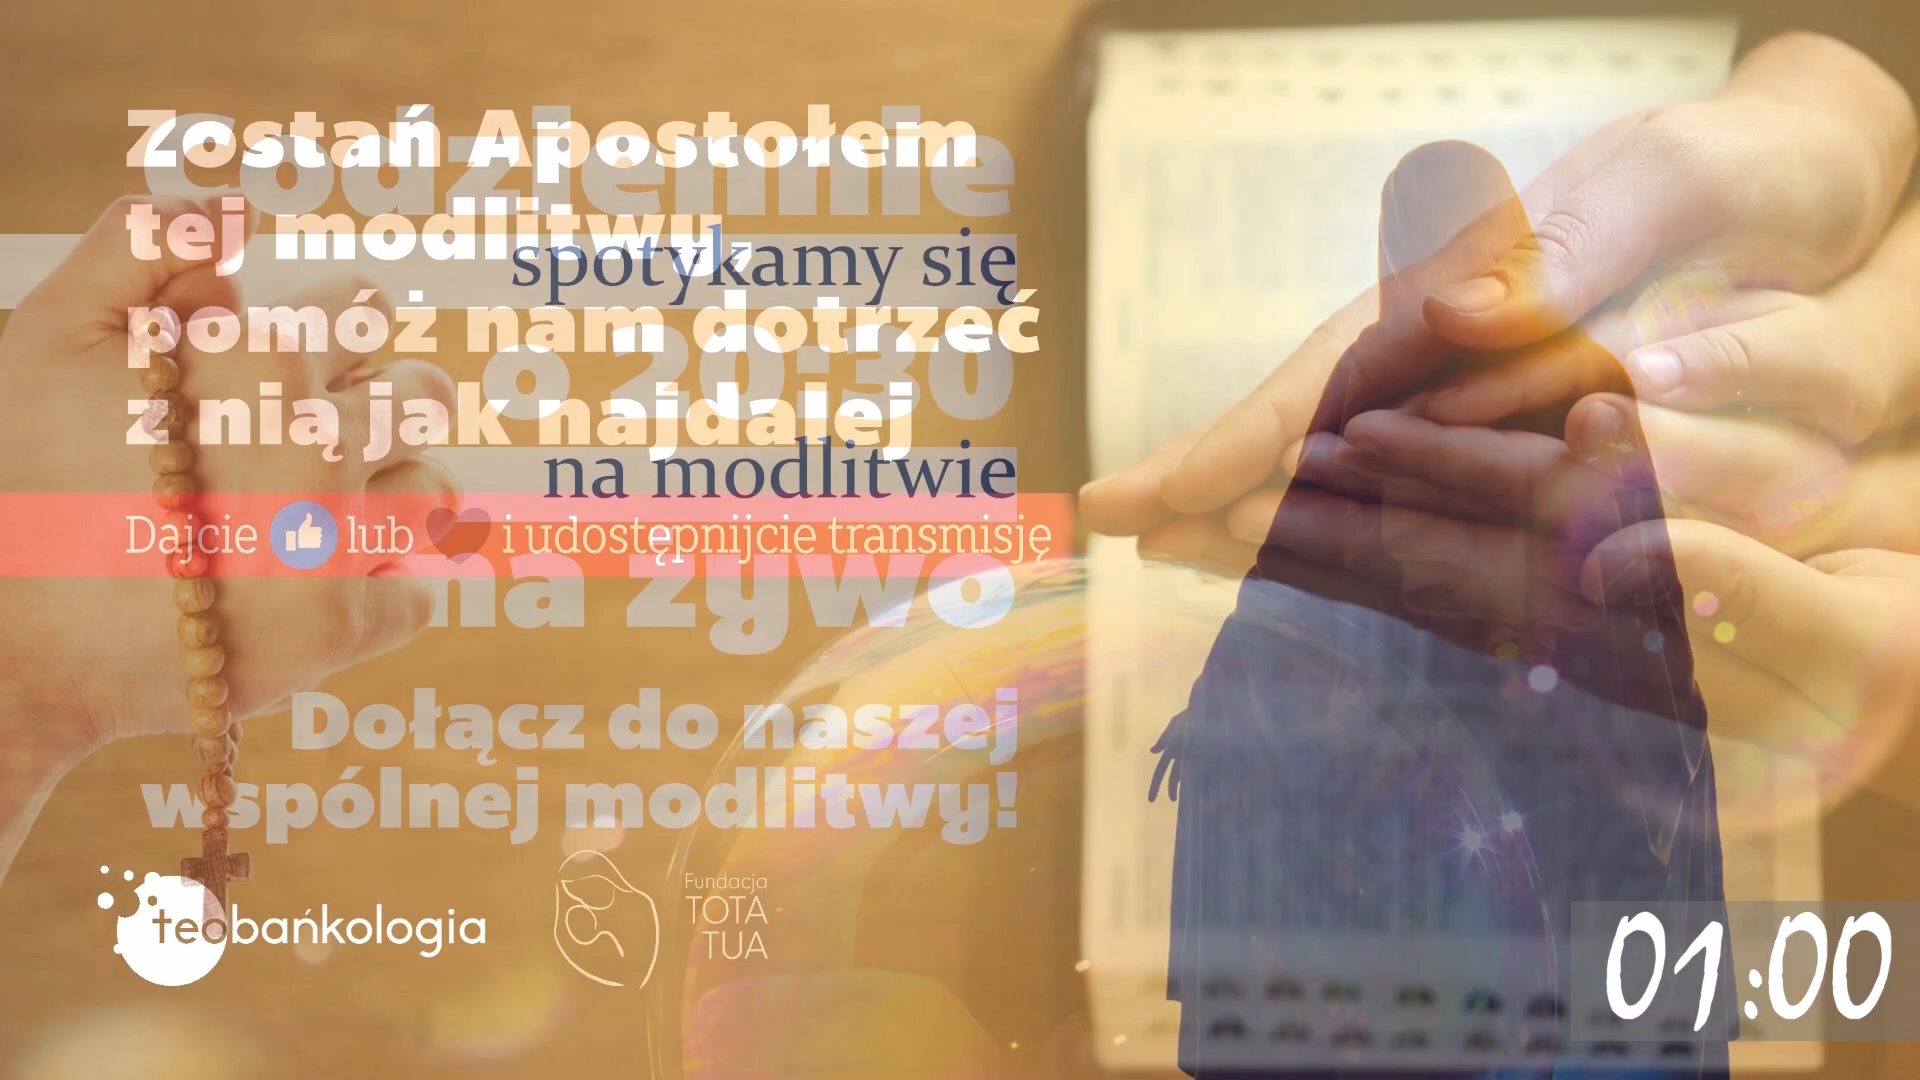 Zostań Apostołem
tej modlitwy,
pomóż nam dotrzeć
z nią jak najdalej
Dajcie lub i udostępnijcie transmisję
Codziennie
spotykamy się
o 20:30
na modlitwie
na żywo
Dołącz do naszej
wspólnej modlitwy!
teobańkologia
Fundacja
TOTA
TUA
01:00